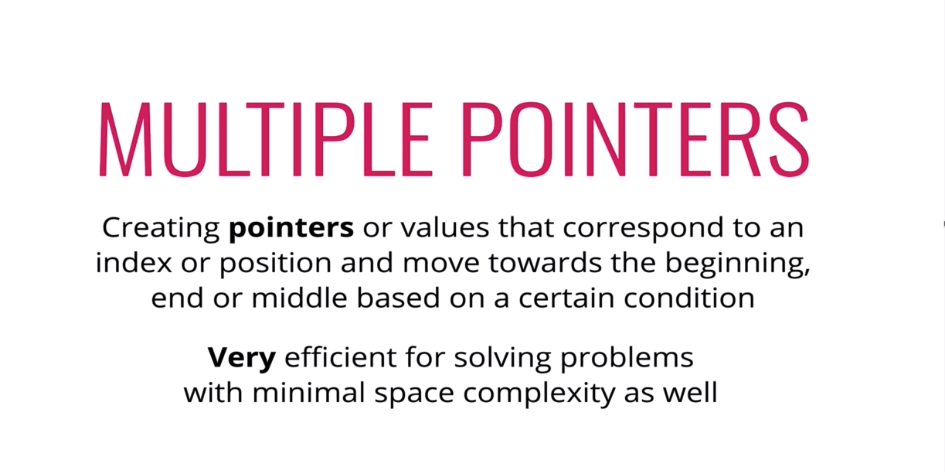 MULTIPLE POINTERS
Creating pointers or values that correspond to an
index or position and move towards the beginning,
end or middle based on a certain condition
Very efficient for solving problems
with minimal space complexity as well